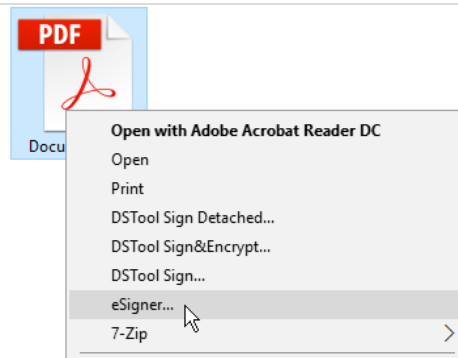 PDF
Docu
Open with Adobe Acrobat Reader DC
Open
Print
DSTool Sign Detached...
DSTool Sign&Encrypt...
DSTool Sign...
eSigner...
7-Zip